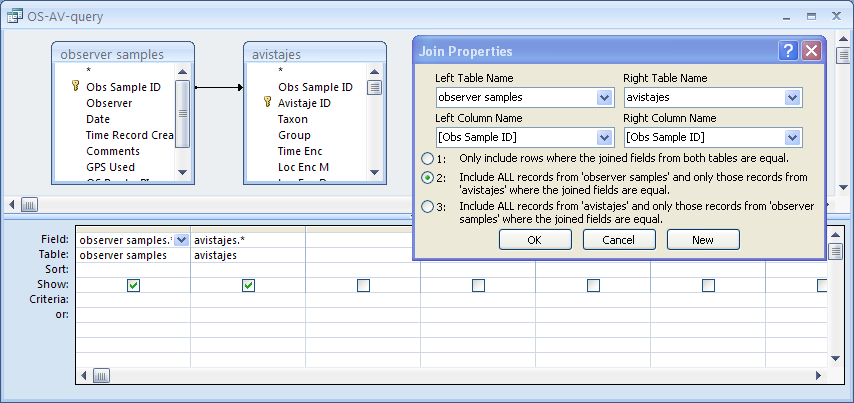 OS-AV-query
observer samples
*
Obs Sample ID
Observer
Date
Time Record Crea
Comments
GPS Used
avistajes
*
Obs Sample ID
Avistaje ID
Taxon
Group
Time Enc
Loc Enc M
Join Properties
Left Table Name
Right Table Name
observer samples
avistajes
Left Column Name
Right Column Name
[Obs Sample ID]
[Obs Sample ID]
1: Only include rows where the joined fields from both tables are equal.
2: Include ALL records from 'observer samples' and only those records from
'avistajes' where the joined fields are equal.
3: Include ALL records from 'avistajes' and only those records from 'observer
samples' where the joined fields are equal.
OK
Cancel
New
Field: observer samples.* avistajes.*
Table: observer samples avistajes
Sort:
Show:
Criteria:
or: